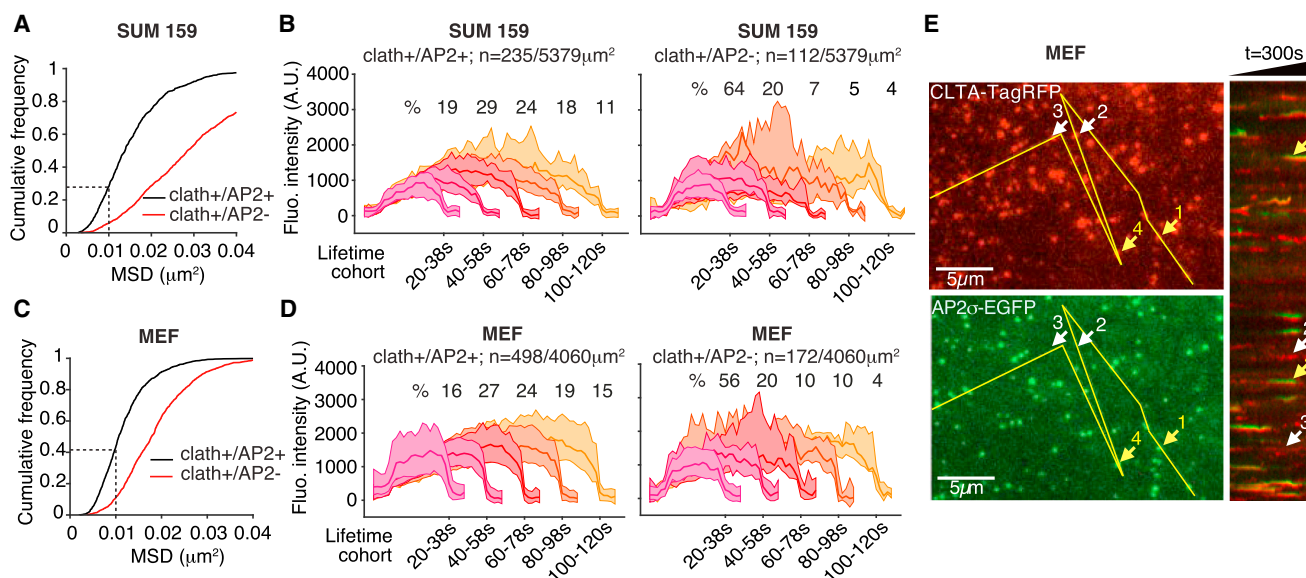 A
SUM 159
Cumulative frequency
1
0.8
0.6
0.4
0.2
0
clath+/AP2+
clath+/AP2-
0 0.01 0.02 0.03 0.04
MSD (μm²)
B
SUM 159
clath+/AP2+; n=235/5379μm²
Fluo. intensity (A.U.)
4000
3000
2000
1000
0
% 19 29 24 18 11
Lifetime
cohort
20-38s
40-58s
60-78s
80-98s
100-120s
SUM 159
clath+/AP2-; n=112/5379μm²
% 64 20 7 5 4
20-38s
40-58s
60-78s
80-98s
100-120s
C
MEF
Cumulative frequency
1
0.8
0.6
0.4
0.2
0
clath+/AP2+
clath+/AP2-
0 0.01 0.02 0.03 0.04
MSD (μm²)
D
MEF
clath+/AP2+; n=498/4060μm²
Fluo. intensity (A.U.)
4000
3000
2000
1000
0
% 16 27 24 19 15
Lifetime
cohort
20-38s
40-58s
60-78s
80-98s
100-120s
MEF
clath+/AP2-; n=172/4060μm²
% 56 20 10 10 4
20-38s
40-58s
60-78s
80-98s
100-120s
E
MEF
t=300s
CLTA-TagRFP
3
2
1
4
5μm
AP2σ-EGFP
3
2
1
4
5μm
3